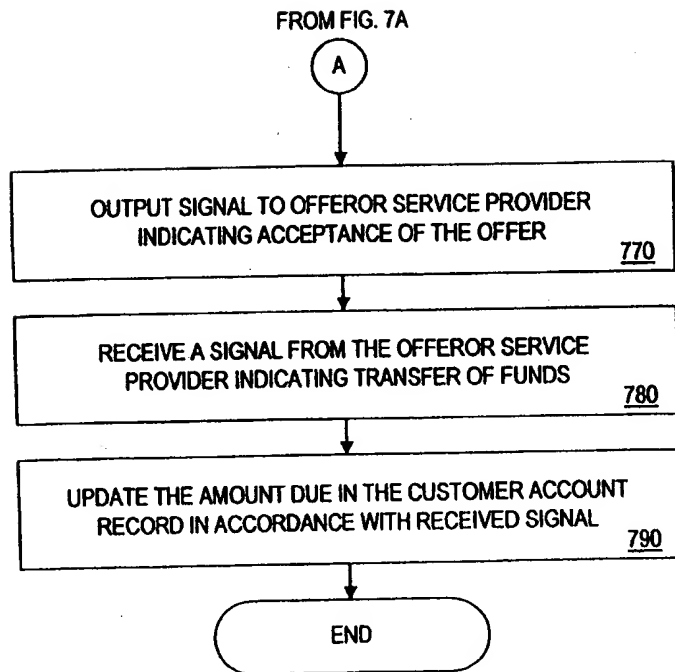 FROM FIG. 7A
A
OUTPUT SIGNAL TO OFFEROR SERVICE PROVIDER
INDICATING ACCEPTANCE OF THE OFFER
770
RECEIVE A SIGNAL FROM THE OFFEROR SERVICE
PROVIDER INDICATING TRANSFER OF FUNDS
780
UPDATE THE AMOUNT DUE IN THE CUSTOMER ACCOUNT
RECORD IN ACCORDANCE WITH RECEIVED SIGNAL
790
END